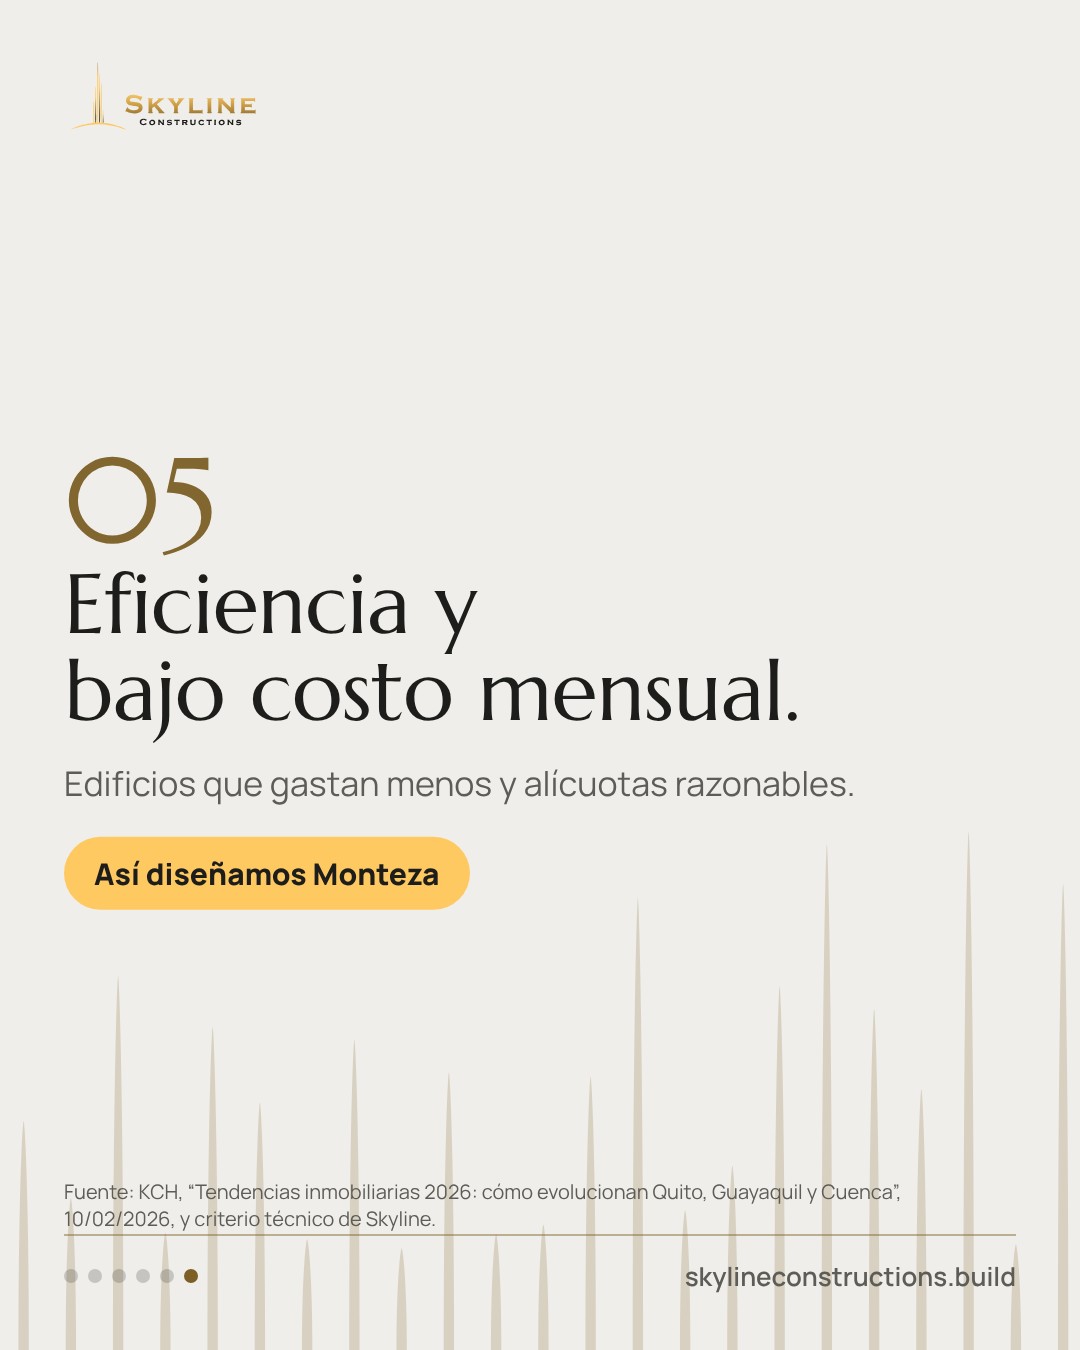 SKYLINE
CONSTRUCTIONS
05
Eficiencia y
bajo costo mensual.
Edificios que gastan menos y alícuotas razonables.
Así diseñamos Monteza
Fuente: KCH, “Tendencias inmobiliarias 2026: cómo evolucionan Quito, Guayaquil y Cuenca”,
10/02/2026, y criterio técnico de Skyline.
skylineconstructions.build